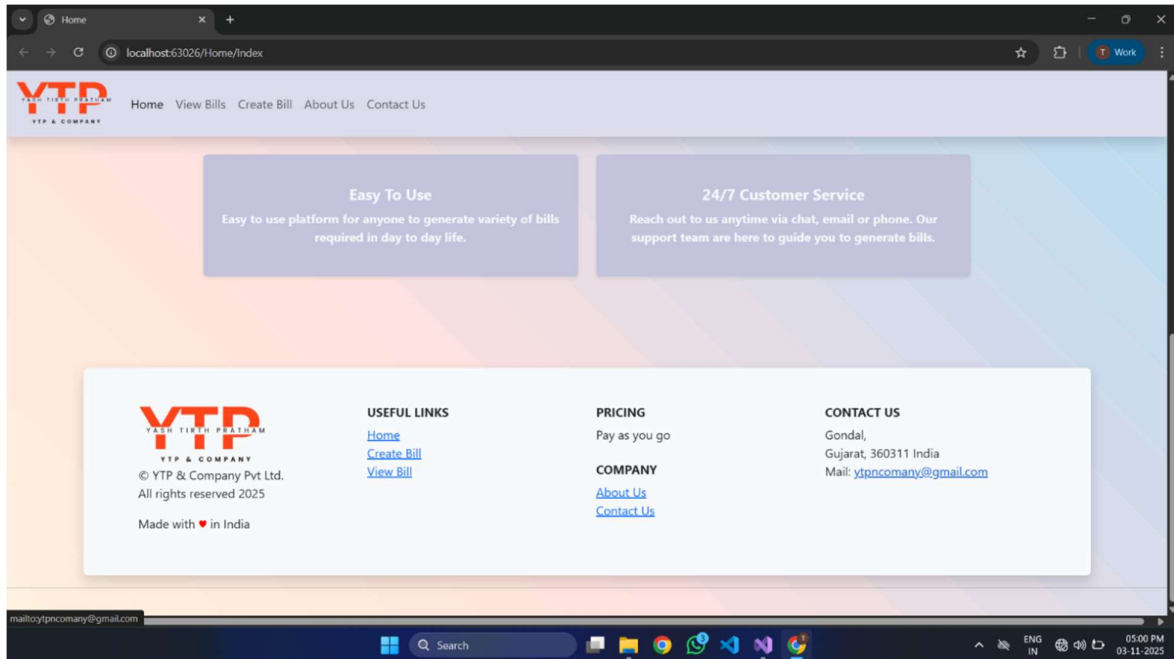 Home
localhost:63026/Home/Index
T Work
YTP
YASH TIRTH PRATHAM
YTP & COMPANY
Home View Bills Create Bill About Us Contact Us
Easy To Use
Easy to use platform for anyone to generate variety of bills
required in day to day life.
24/7 Customer Service
Reach out to us anytime via chat, email or phone. Our
support team are here to guide you to generate bills.
YTP
YASH TIRTH PRATHAM
YTP & COMPANY
© YTP & Company Pvt Ltd.
All rights reserved 2025
Made with ♥ in India
USEFUL LINKS
Home
Create Bill
View Bill
PRICING
Pay as you go
COMPANY
About Us
Contact Us
CONTACT US
Gondal,
Gujarat, 360311 India
Mail: ytpncomany@gmail.com
mailto:ytpncomany@gmail.com
Search
3
T
ENG
IN
05:00 PM
03-11-2025